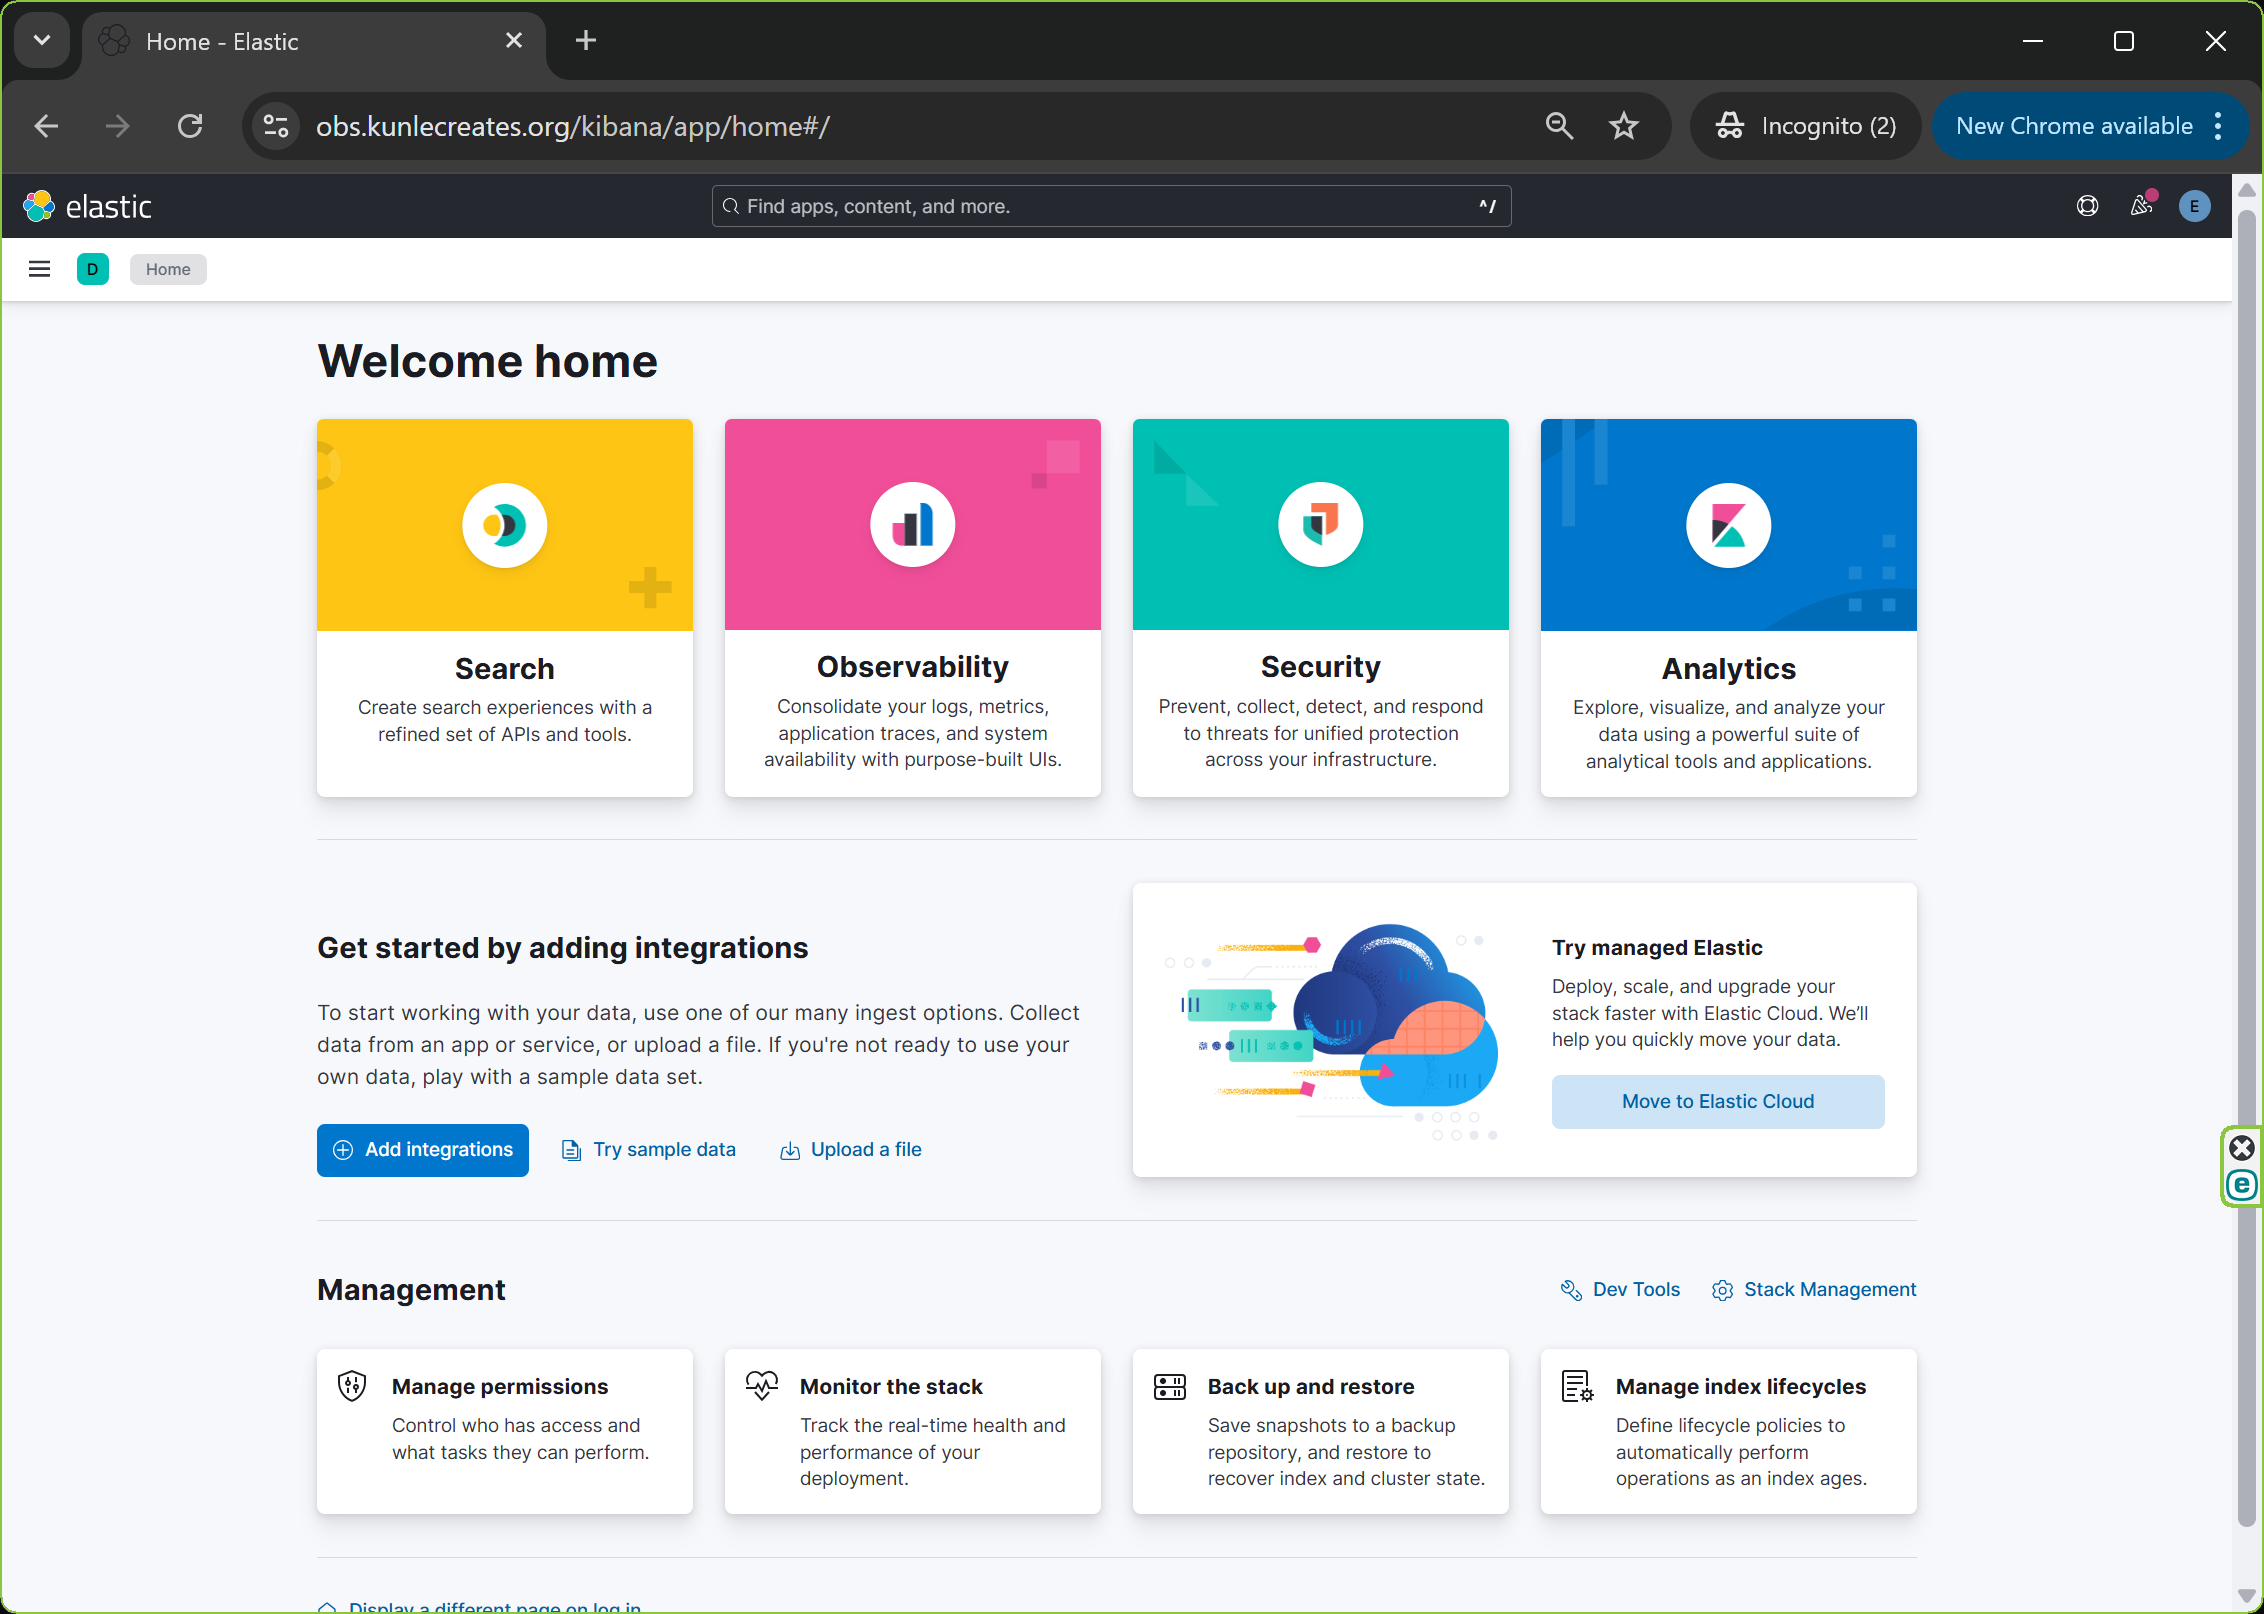 Home - Elastic
obs.kunlecreates.org/kibana/app/home#/
Incognito (2)
New Chrome available
elastic
Find apps, content, and more.
^/
E
D
Home
Welcome home
Search
Create search experiences with a
refined set of APIs and tools.
Observability
Consolidate your logs, metrics,
application traces, and system
availability with purpose-built UIs.
Security
Prevent, collect, detect, and respond
to threats for unified protection
across your infrastructure.
Analytics
Explore, visualize, and analyze your
data using a powerful suite of
analytical tools and applications.
Get started by adding integrations
To start working with your data, use one of our many ingest options. Collect
data from an app or service, or upload a file. If you're not ready to use your
own data, play with a sample data set.
Add integrations
Try sample data
Upload a file
Try managed Elastic
Deploy, scale, and upgrade your
stack faster with Elastic Cloud. We’ll
help you quickly move your data.
Move to Elastic Cloud
e
Management
Dev Tools
Stack Management
Manage permissions
Control who has access and
what tasks they can perform.
Monitor the stack
Track the real-time health and
performance of your
deployment.
Back up and restore
Save snapshots to a backup
repository, and restore to
recover index and cluster state.
Manage index lifecycles
Define lifecycle policies to
automatically perform
operations as an index ages.
Display a different page on log in